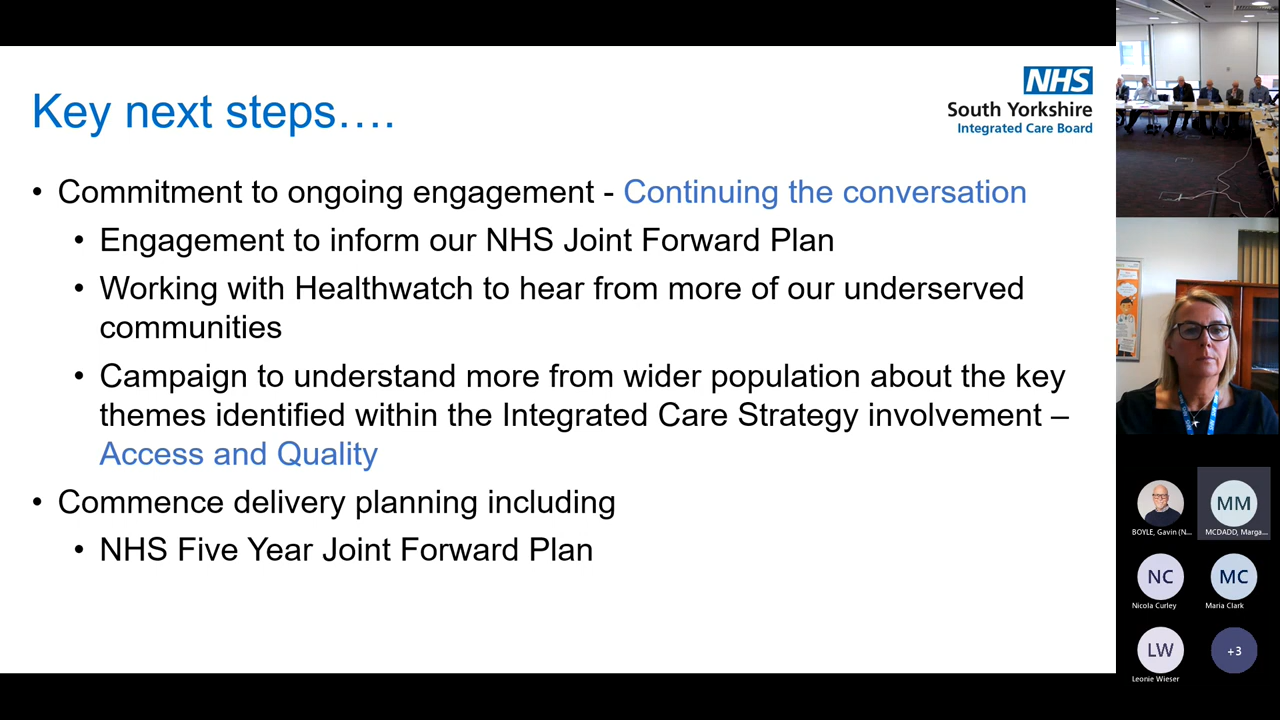 Key next steps....
NHS
South Yorkshire
Integrated Care Board
• Commitment to ongoing engagement - Continuing the conversation
• Engagement to inform our NHS Joint Forward Plan
• Working with Healthwatch to hear from more of our underserved
communities
• Campaign to understand more from wider population about the key
themes identified within the Integrated Care Strategy involvement –
Access and Quality
• Commence delivery planning including
• NHS Five Year Joint Forward Plan
BOYLE, Gavin (N...
MM
MCDADD, Marga...
NC
Nicola Curley
MC
Maria Clark
LW
Leonie Wieser
+3